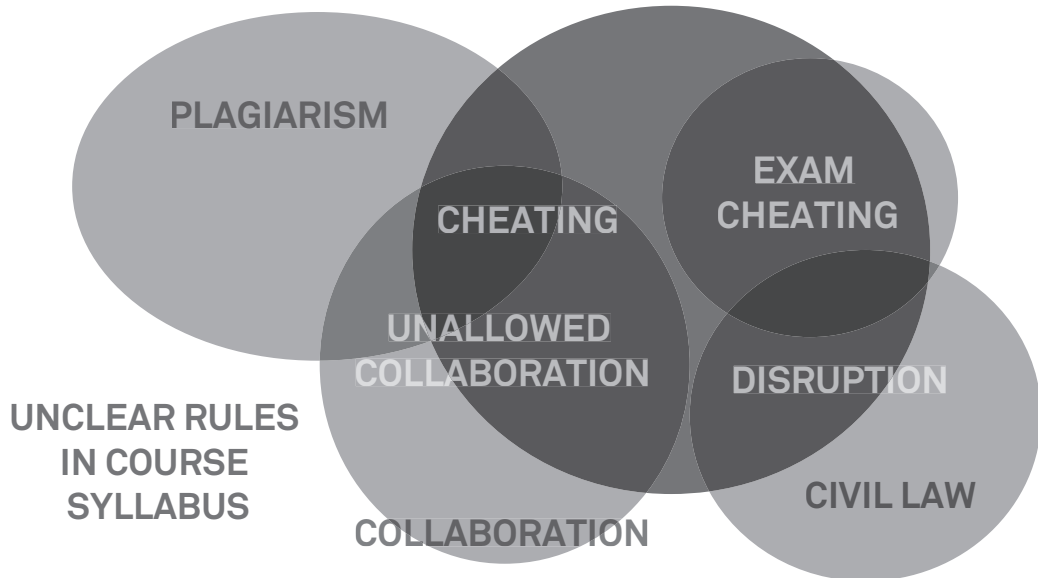 PLAGIARISM
EXAM
CHEATING
CHEATING
UNALLOWED
COLLABORATION
DISRUPTION
UNCLEAR RULES
IN COURSE
SYLLABUS
CIVIL LAW
COLLABORATION